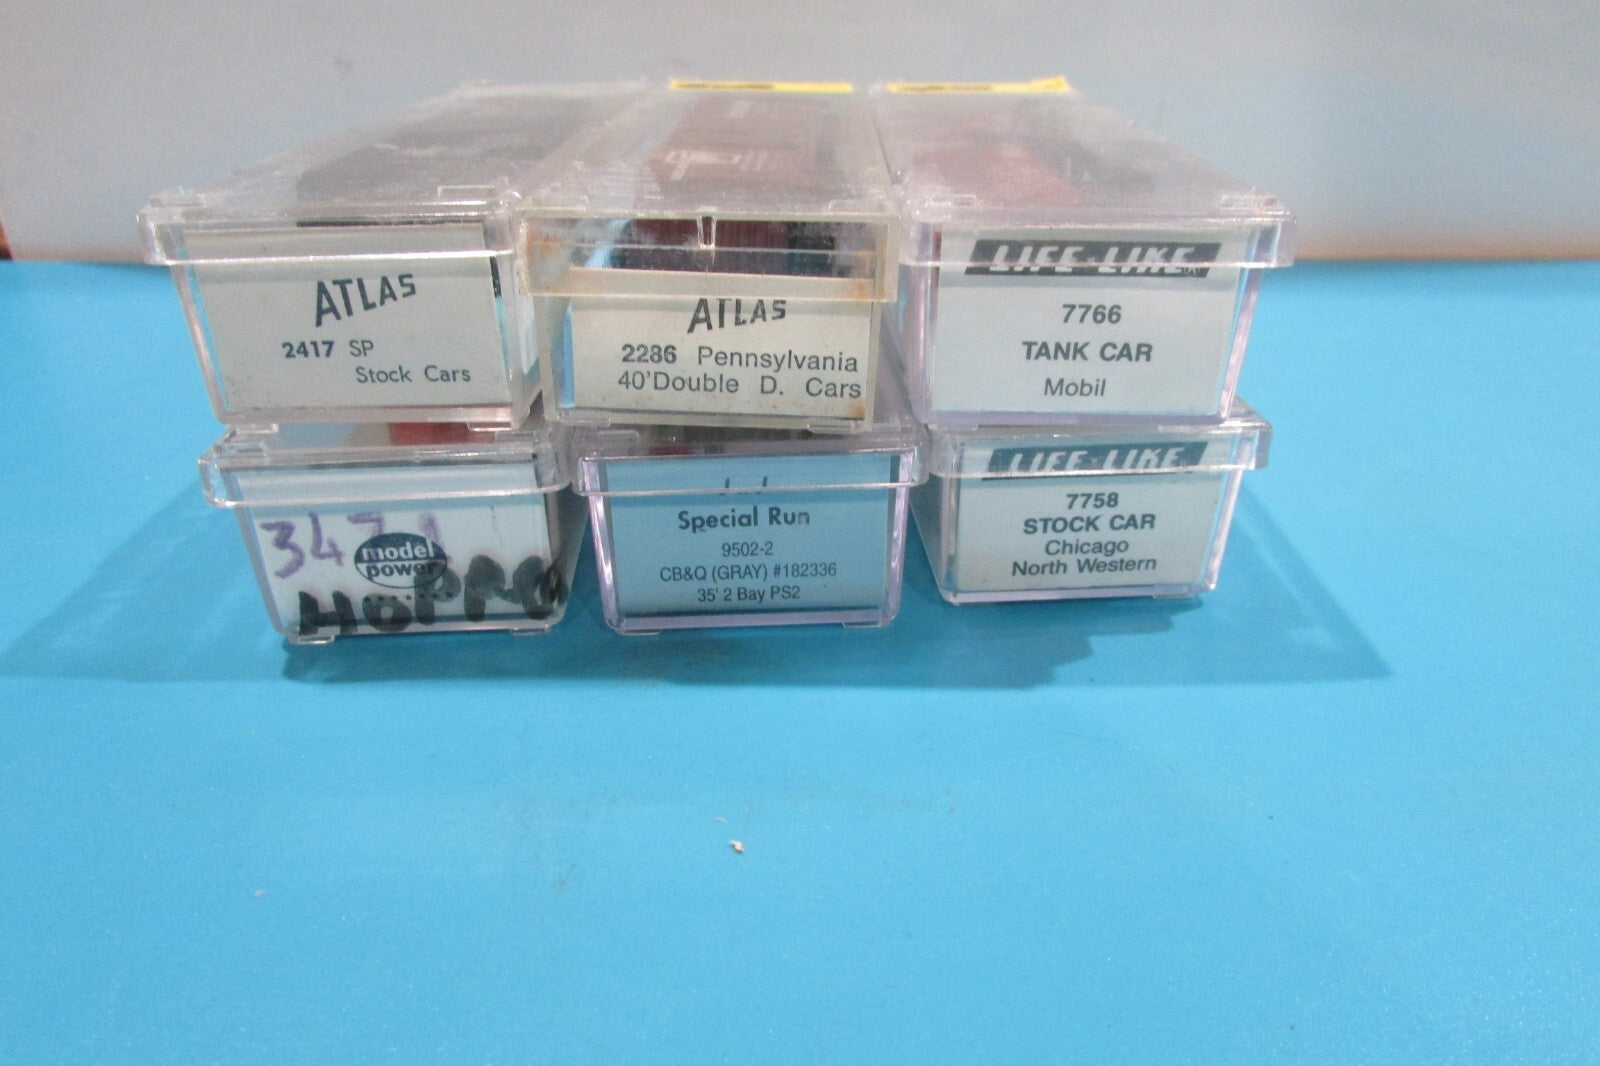 ATLAS
2417 SP
Stock Cars
ATLAS
2286 Pennsylvania
40' Double D. Cars
LIFE-LIKE
7766
TANK CAR
Mobil
347
model
power
Special Run
9502-2
CB&Q (GRAY) #182336
35' 2 Bay PS2
LIFE-LIKE
7758
STOCK CAR
Chicago
North Western